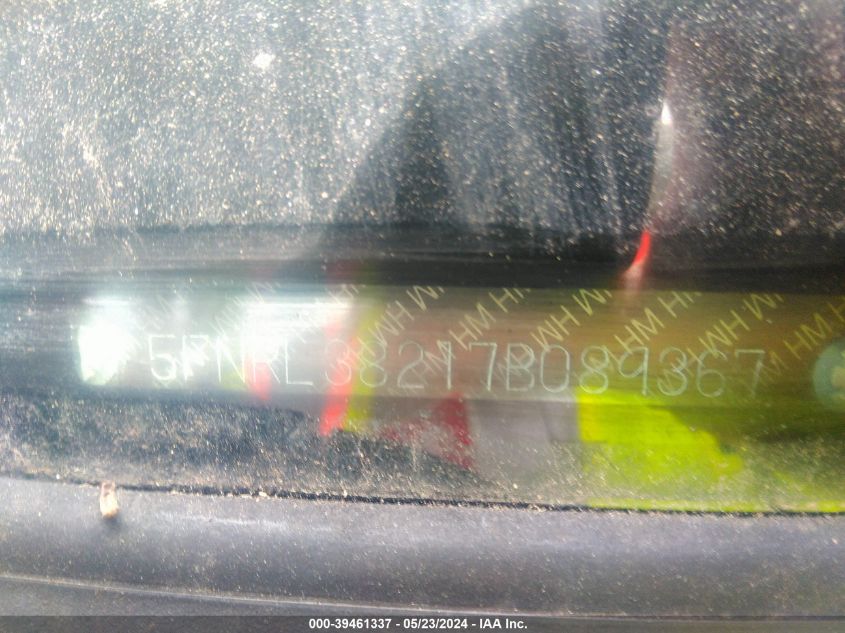 5FNRL38217B089367
000-39461337 - 05/23/2024 - IAA Inc.